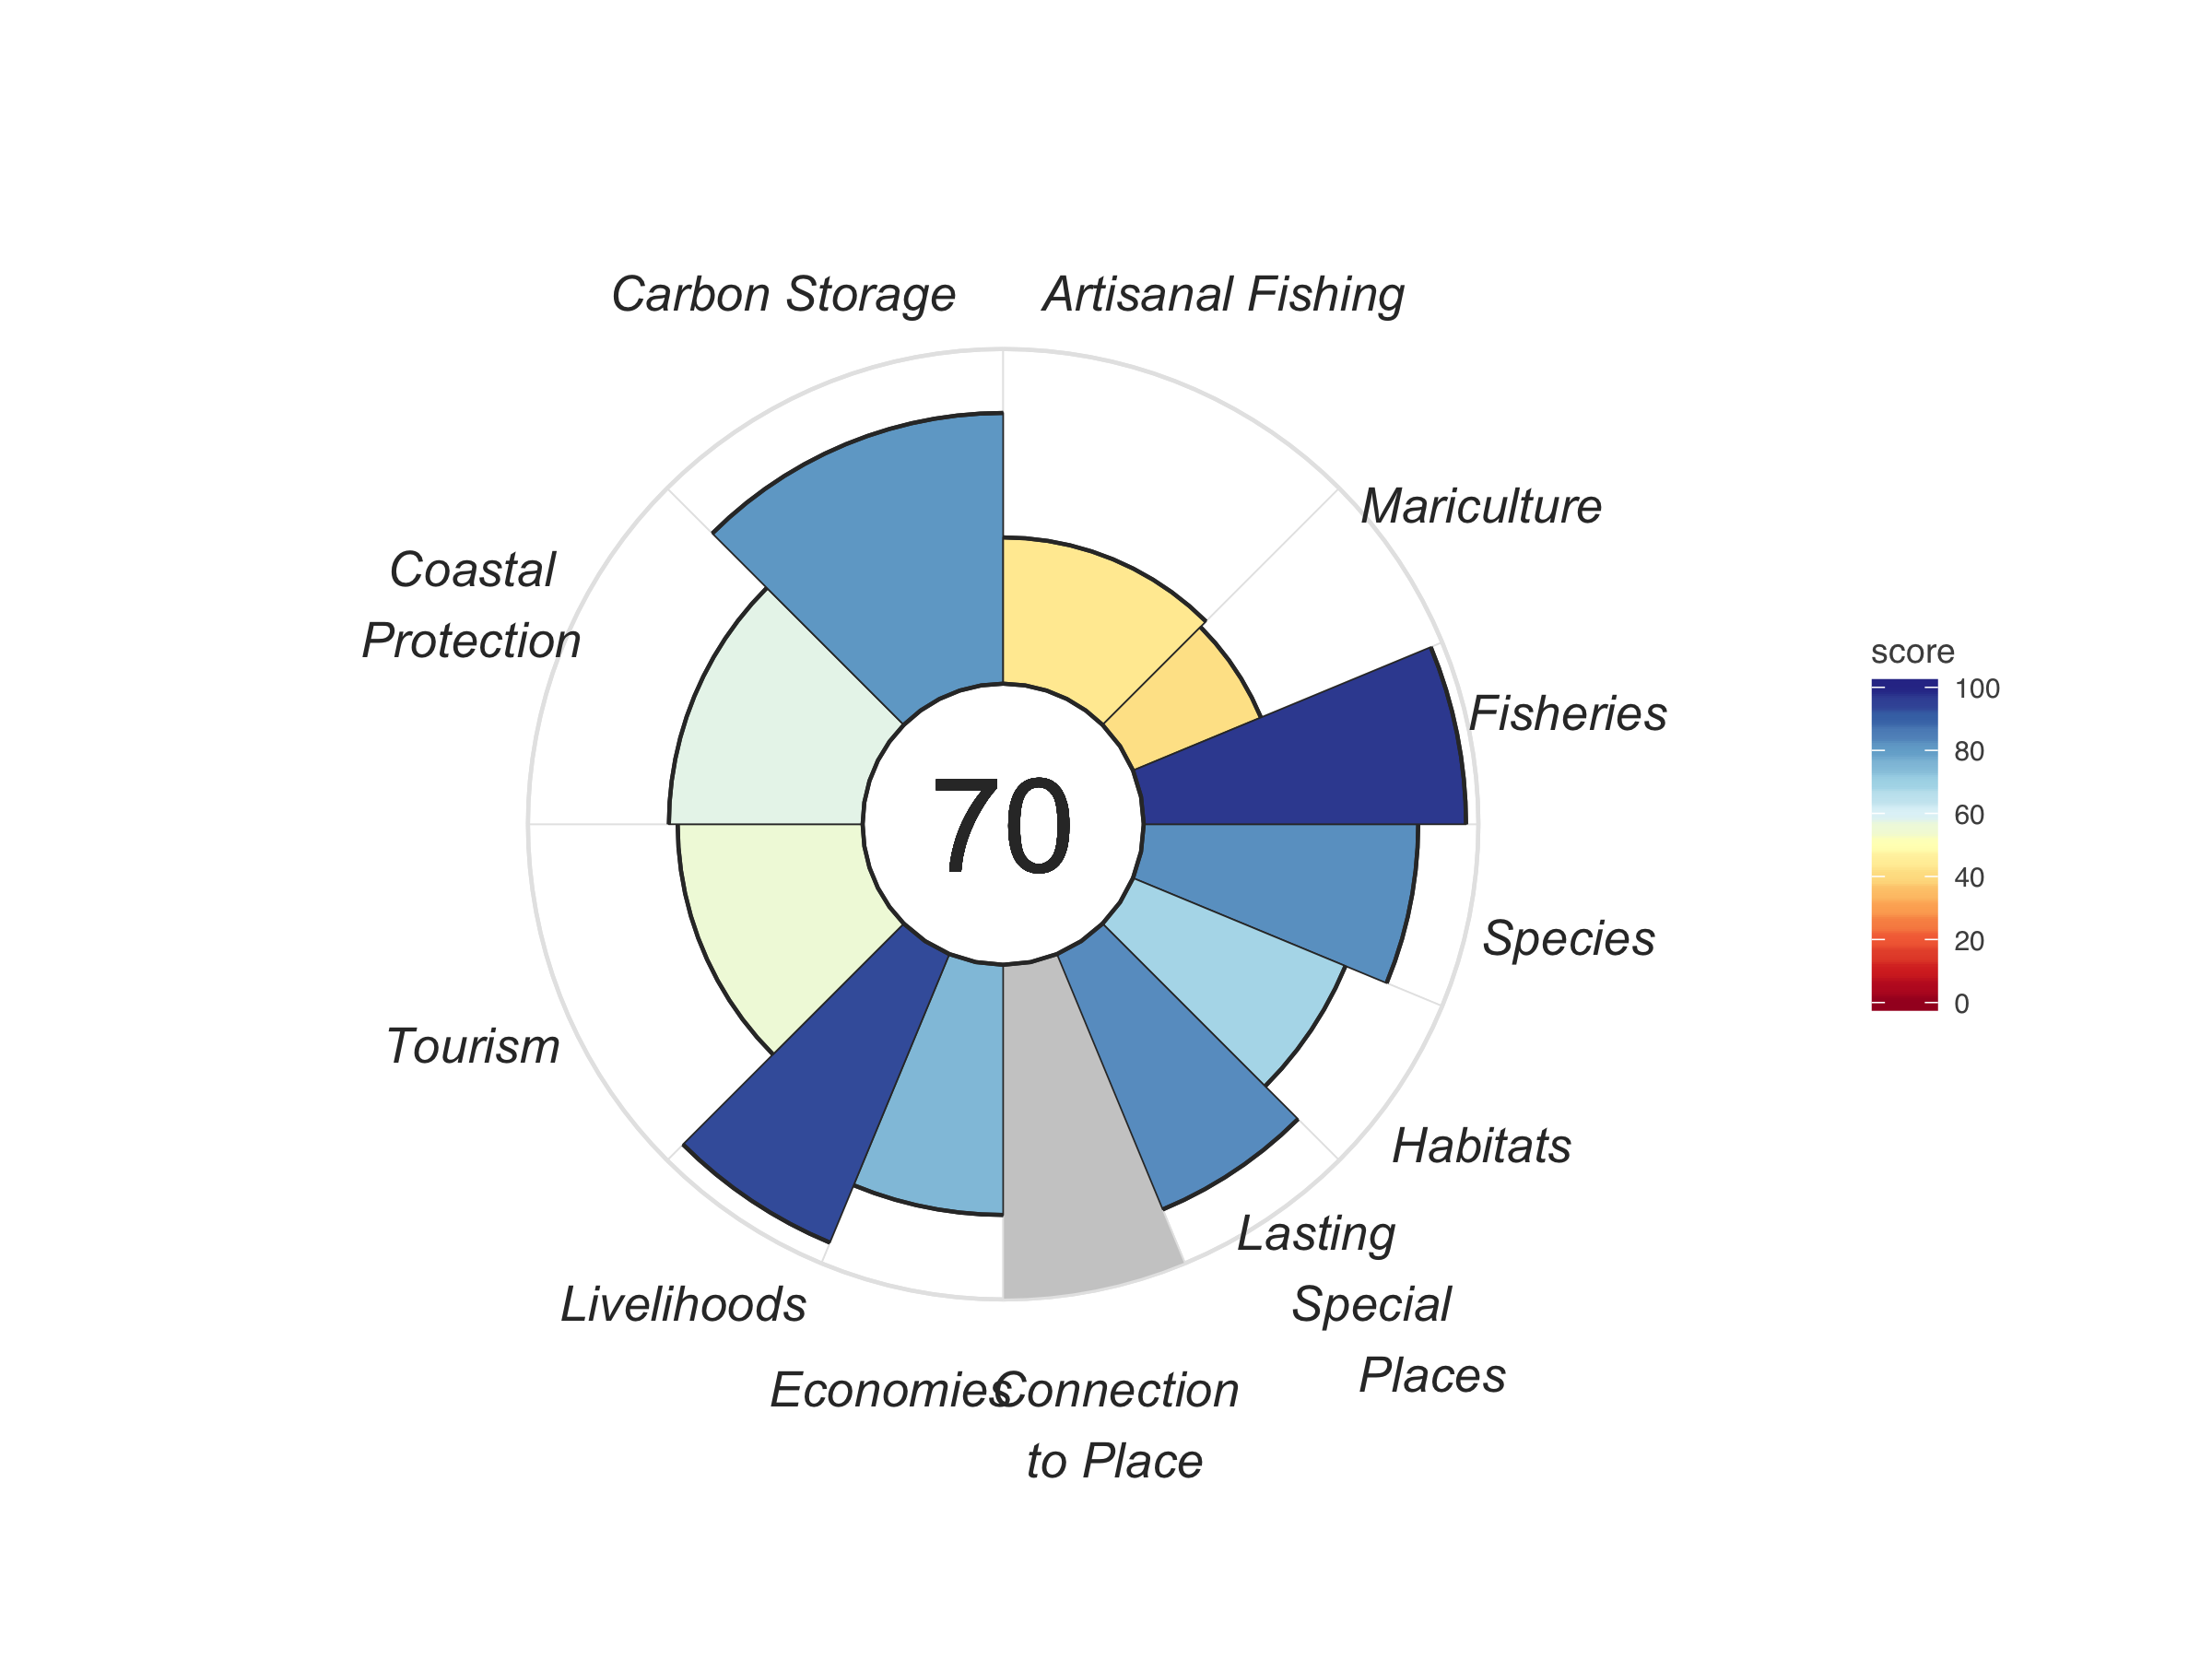 Carbon Storage
Artisanal Fishing
Mariculture
Coastal
Protection
Fisheries
70
Species
Tourism
Habitats
Lasting
Special
Places
Livelihoods
Economies
Connection
to Place
score
100
80
60
40
20
0